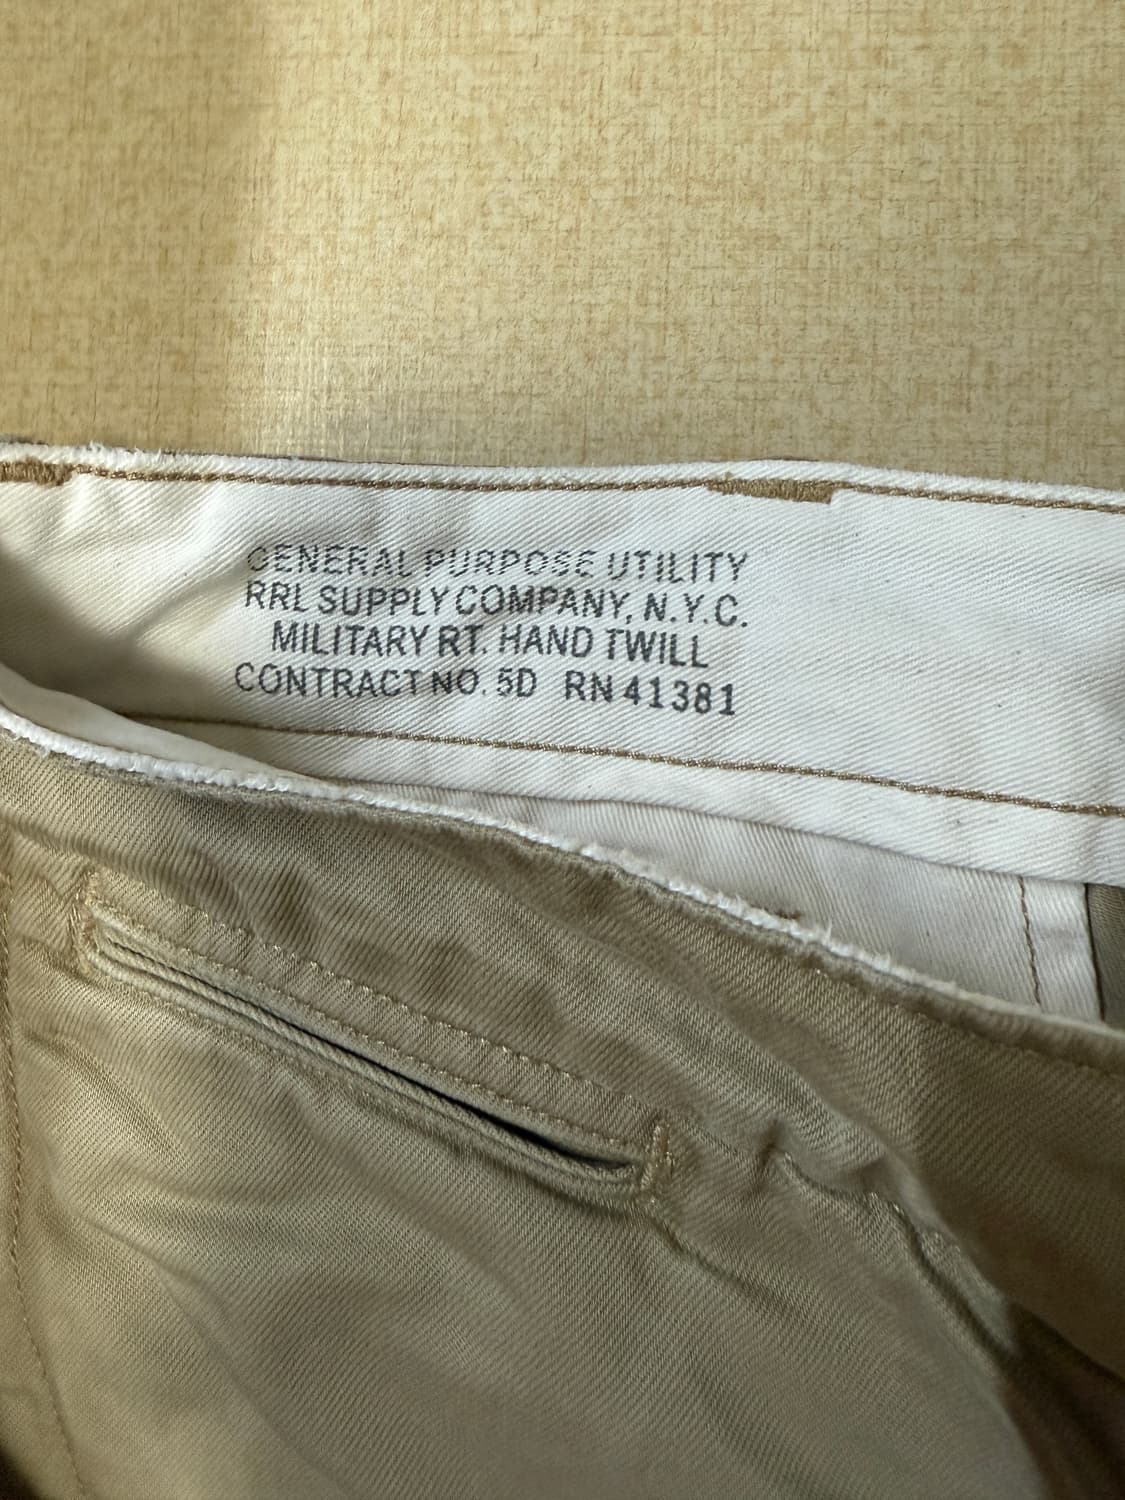 GENERAL PURPOSE UTILITY
RRL SUPPLY COMPANY, N.Y.C.
MILITARY RT. HAND TWILL
CONTRACT NO. 5D RN 41381